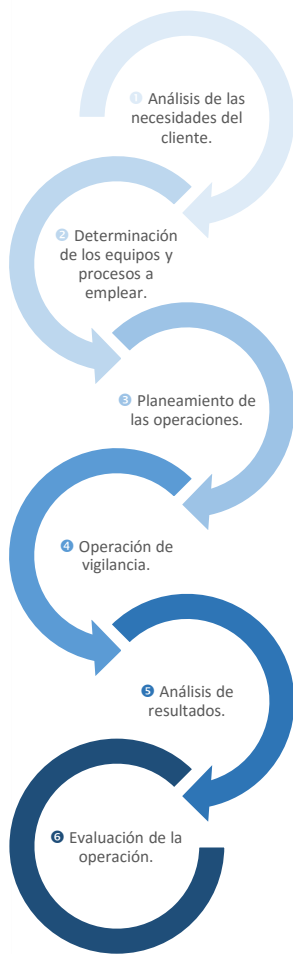 ❶ Análisis de las
necesidades del
cliente.
❷ Determinación
de los equipos y
procesos a
emplear.
❸ Planeamiento de
las operaciones.
❹ Operación de
vigilancia.
❺ Análisis de
resultados.
❻ Evaluación de la
operación.